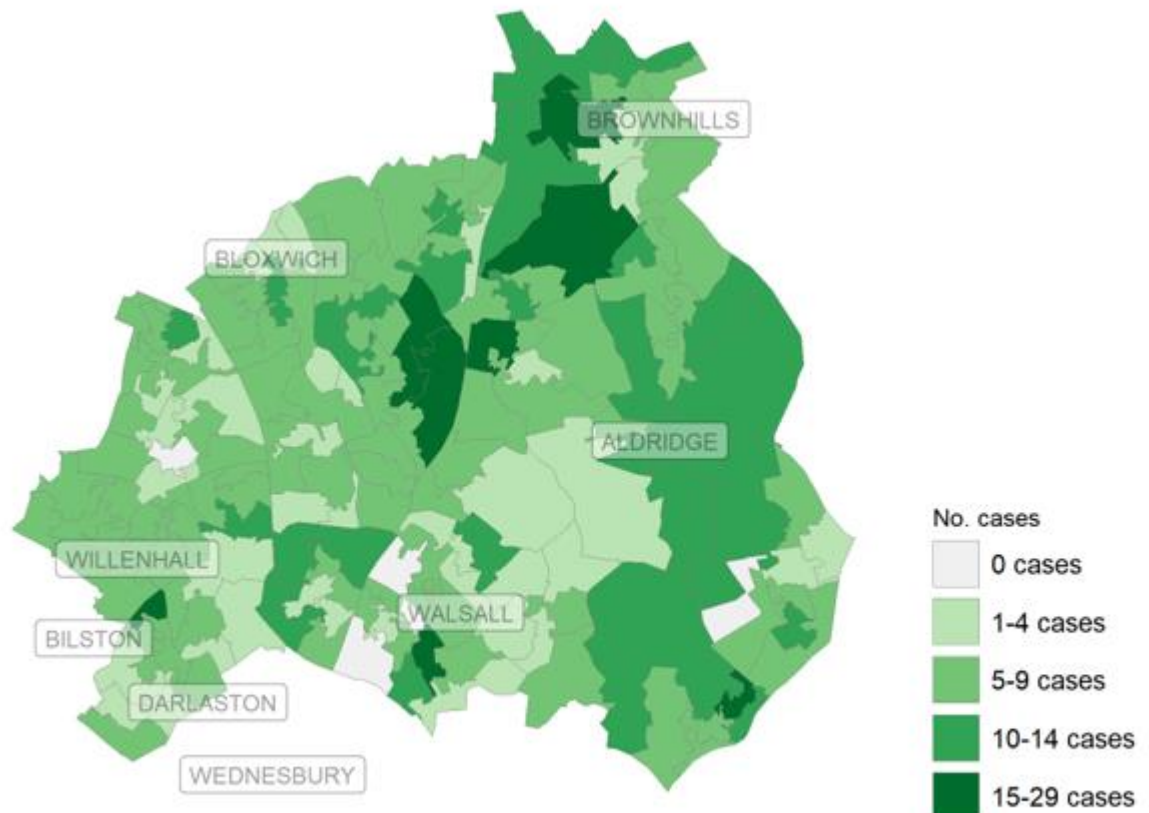 BROWNHILLS
BLOXWICH
ALDRIDGE
WILLENHALL
WALSALL
BILSTON
DARLASTON
WEDNESBURY
No. cases
0 cases
1-4 cases
5-9 cases
10-14 cases
15-29 cases